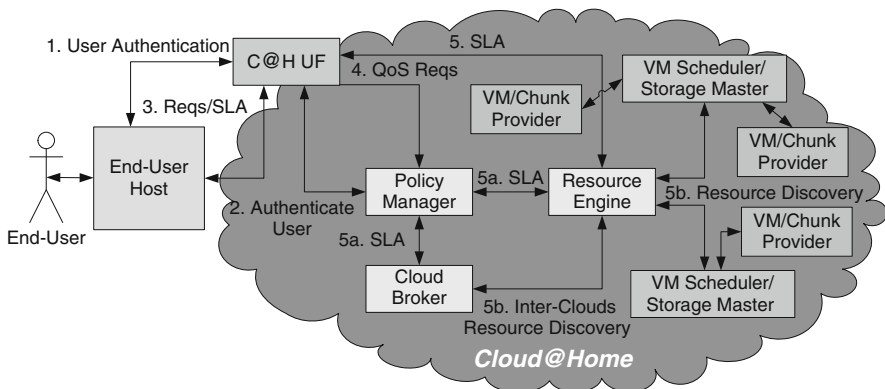 1. User Authentication
C@H UF
5. SLA
4. QoS Reqs
3. Reqs/SLA
VM/Chunk
Provider
VM Scheduler/
Storage Master
VM/Chunk
Provider
End-User
Host
End-User
2. Authenticate
User
Policy
Manager
5a. SLA
Resource
Engine
5b. Resource Discovery
VM/Chunk
Provider
5a. SLA
Cloud
Broker
5b. Inter-Clouds
Resource Discovery
VM Scheduler/
Storage Master
Cloud@Home